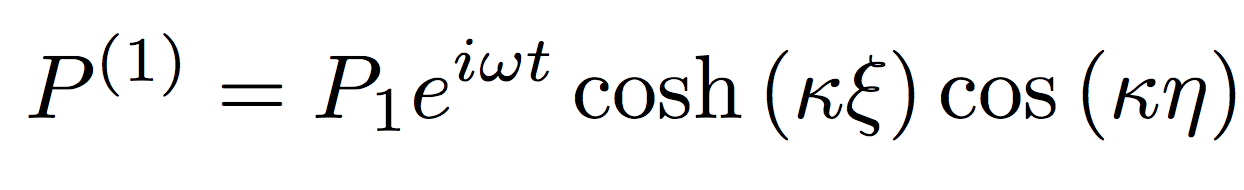 P^{(1)} = P_1 e^{iωt} cosh (κξ) cos (κη)